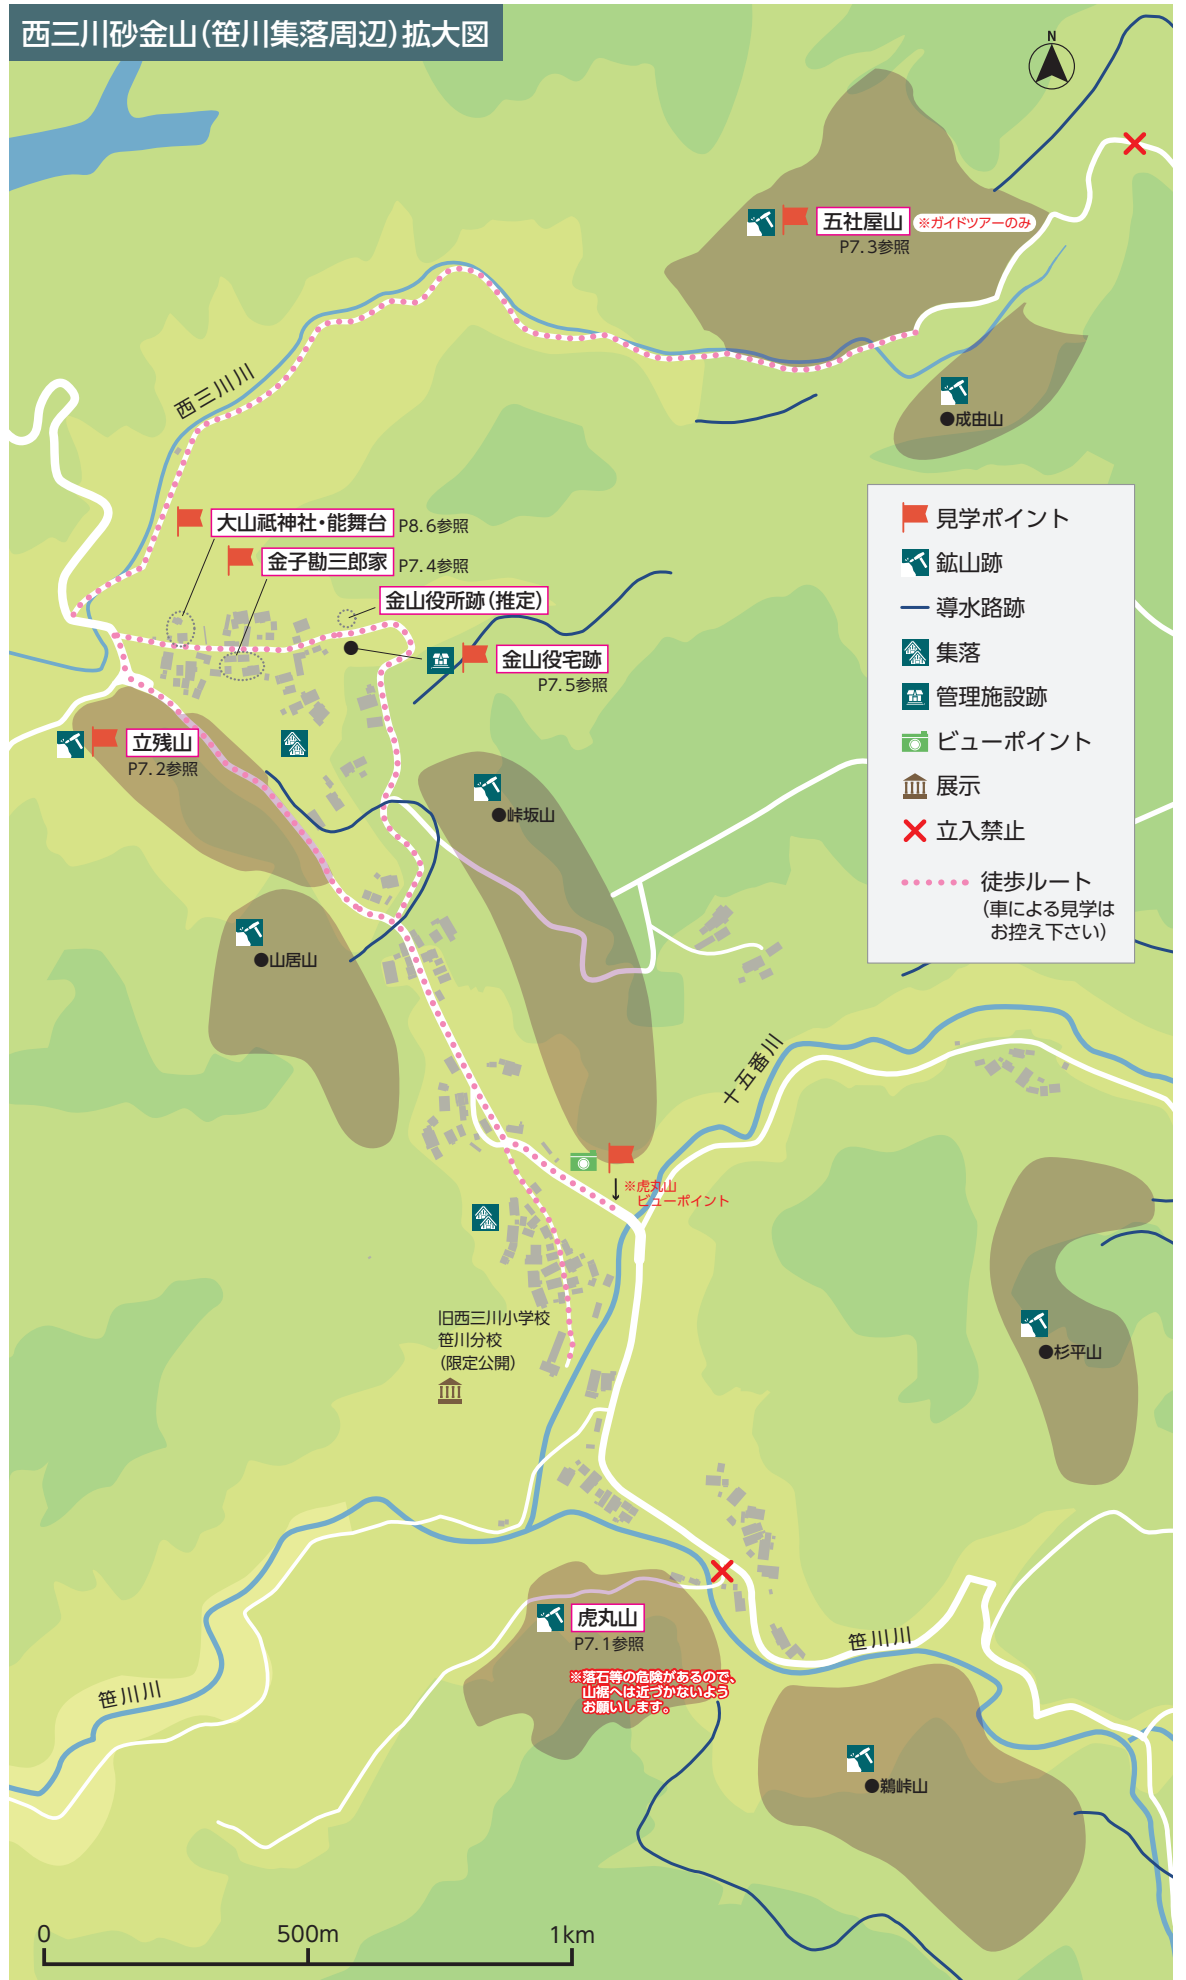 西三川砂金山(笹川集落周辺)拡大図
N
五社屋山
※ガイドツアーのみ
P7.3参照
西三川川
成由山
大山祗神社・能舞台
P8.6参照
金子勘三郎家
P7.4参照
金山役所跡(推定)
金山役宅跡
P7.5参照
見学ポイント
鉱山跡
導水路跡
集落
管理施設跡
ビューポイント
展示
立入禁止
徒歩ルート
(車による見学は
お控え下さい)
立残山
P7.2参照
峠坂山
山居山
十五番川
※虎丸山
ビューポイント
旧西三川小学校
笹川分校
(限定公開)
杉平山
虎丸山
P7.1参照
※落石等の危険があるので、
山裾へは近づかないよう
お願いします。
笹川川
笹川川
鵜峠山
0 500m 1km